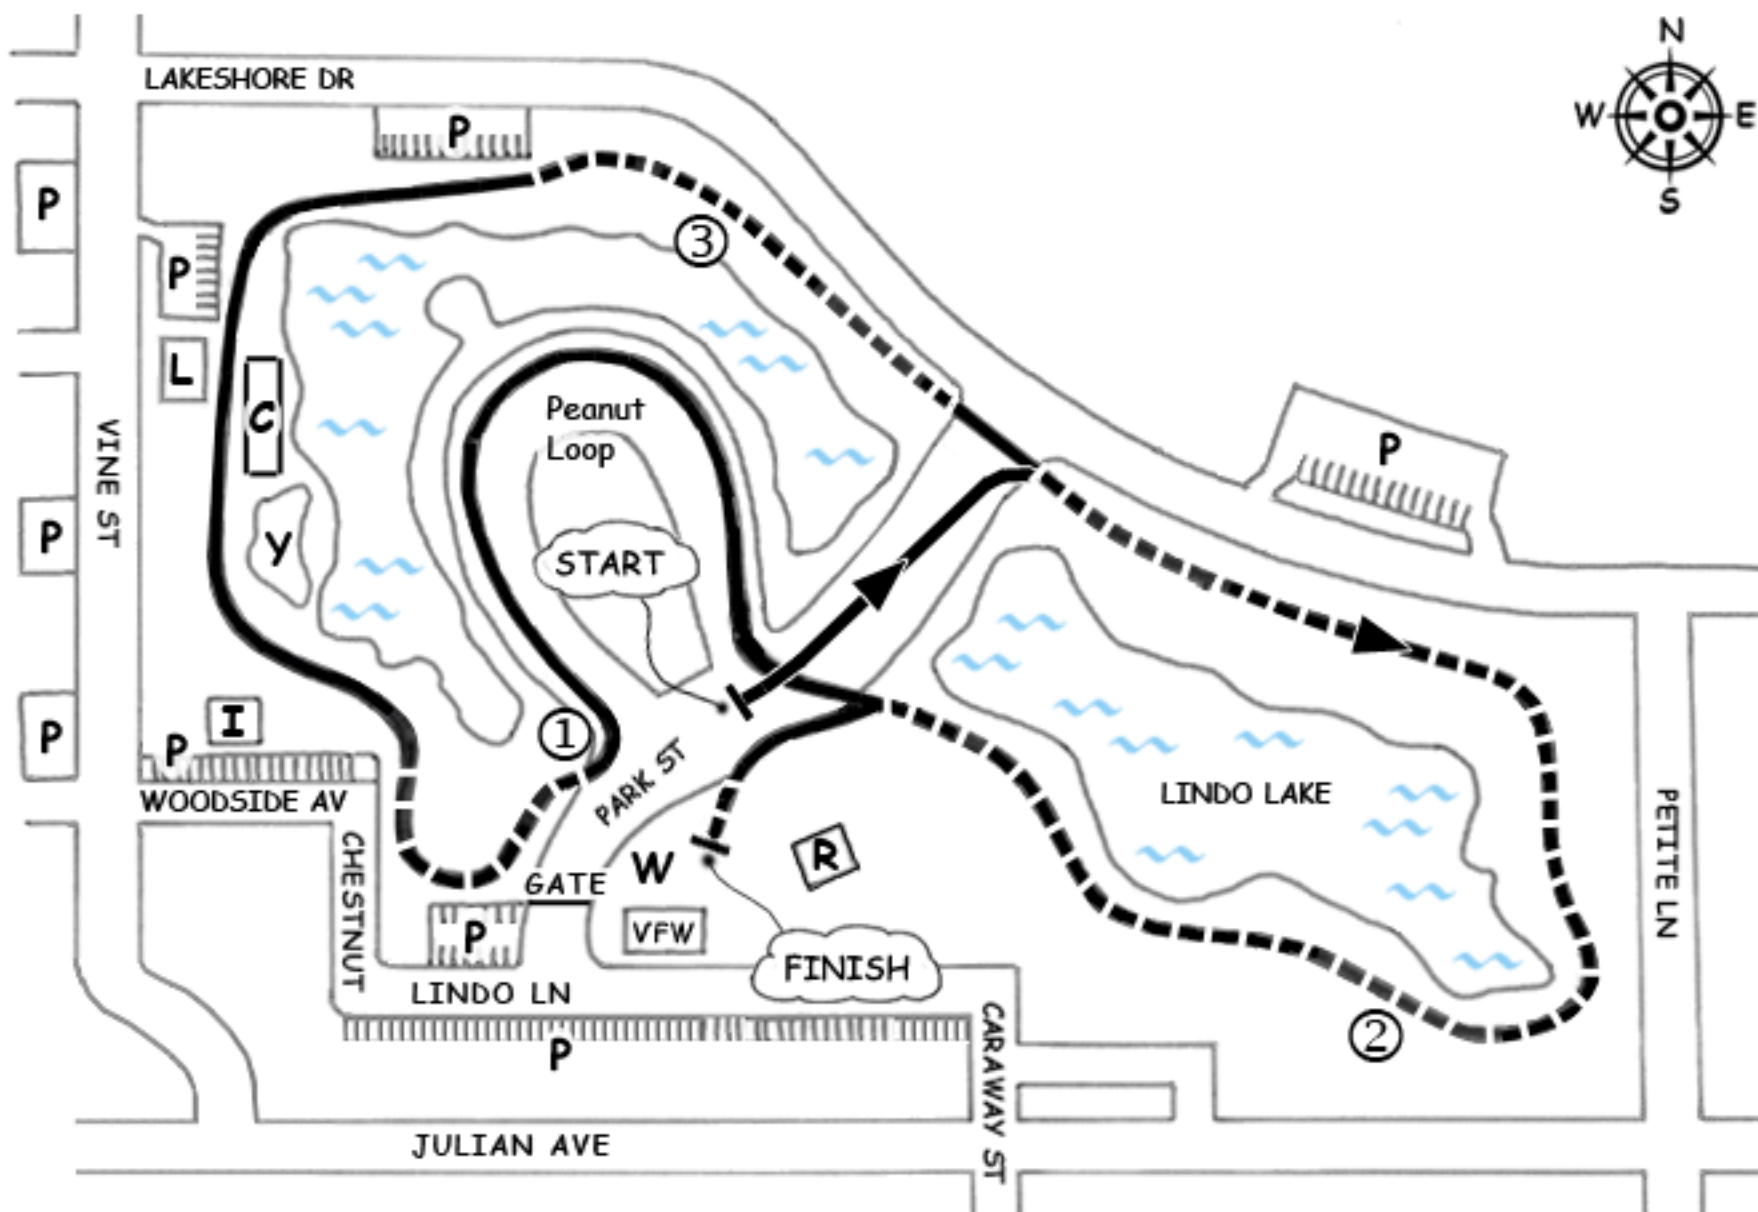 N
W E
S
LAKESHORE DR
P
P
P
3
L
C
Peanut
Loop
P
VINE ST
P
Y
START
I
P
P
1
PARK ST
WOODSIDE AV
LINDO LAKE
PETITE LN
CHESTNUT
GATE
W
R
P
VFW
FINISH
LINDO LN
CARAWAY ST
2
P
JULIAN AVE